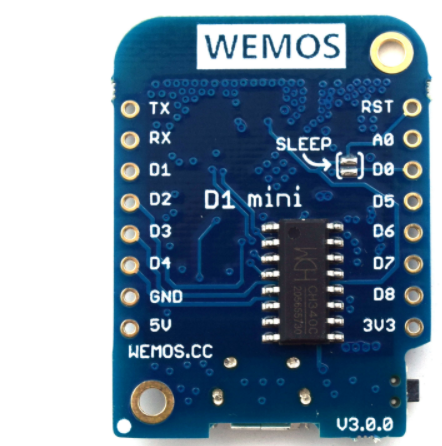 WEMOS
TX
RST
RX
A0
SLEEP
D1
D0
D2
D1 mini
D5
D3
D6
D4
D7
GND
D8
5V
3V3
WCH
CH340C
WEMOS.CC
V3.0.0